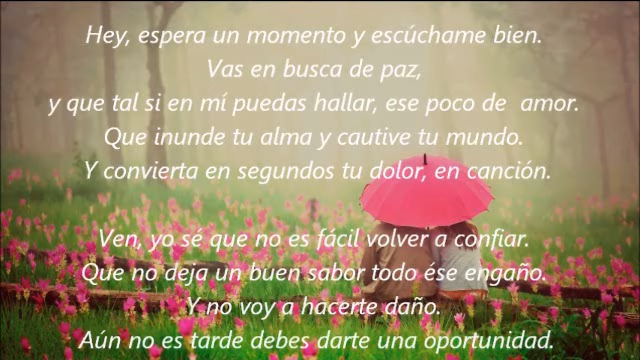 Hey, espera un momento y escúchame bien.
Vas en busca de paz,
y que tal si en mí puedas hallar, ese poco de amor.
Que inunde tu alma y cautive tu mundo.
Y convierta en segundos tu dolor, en canción.
Ven, yo sé que no es fácil volver a confiar.
Que no deja un buen sabor todo ése engaño.
Y no voy a hacerte daño.
Aún no es tarde debes darte una oportunidad.